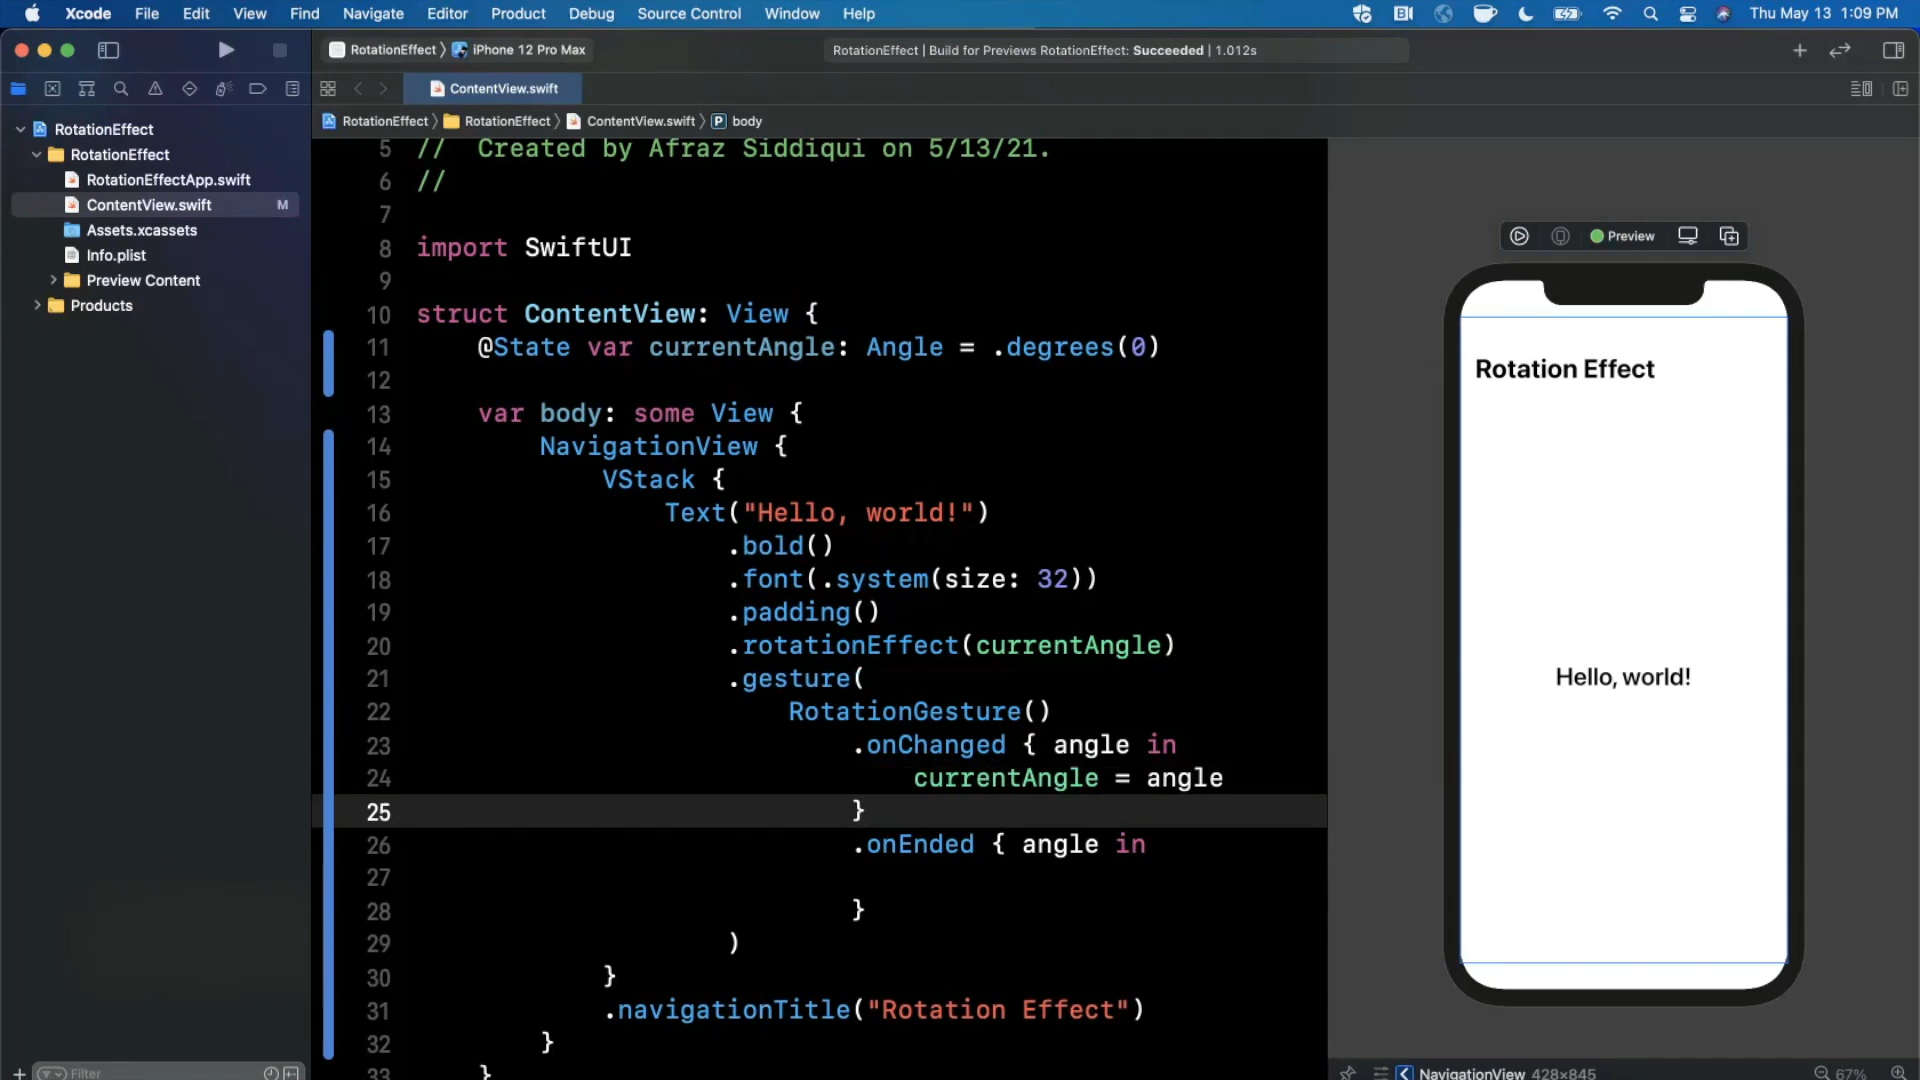 Xcode File Edit View Find Navigate Editor Product Debug Source Control Window Help Thu May 13 1:09 PM
RotationEffect iPhone 12 Pro Max RotationEffect | Build for Previews RotationEffect: Succeeded | 1.012s
ContentView.swift
RotationEffect RotationEffect ContentView.swift P body
RotationEffect
RotationEffect
RotationEffectApp.swift
ContentView.swift M
Assets.xcassets
Info.plist
Preview Content
Products
Filter
5 //  Created by Afraz Siddiqui on 5/13/21.
6 //
7
8 import SwiftUI
9
10 struct ContentView: View {
11 @State var currentAngle: Angle = .degrees(0)
12
13 var body: some View {
14 NavigationView {
15 VStack {
16 Text("Hello, world!")
17 .bold()
18 .font(.system(size: 32))
19 .padding()
20 .rotationEffect(currentAngle)
21 .gesture(
22 RotationGesture()
23 .onChanged { angle in
24 currentAngle = angle
25 }
26 .onEnded { angle in
27
28 }
29 )
30 }
31 .navigationTitle("Rotation Effect")
32 }
33 }
Preview
Rotation Effect
Hello, world!
NavigationView 428×845 67%